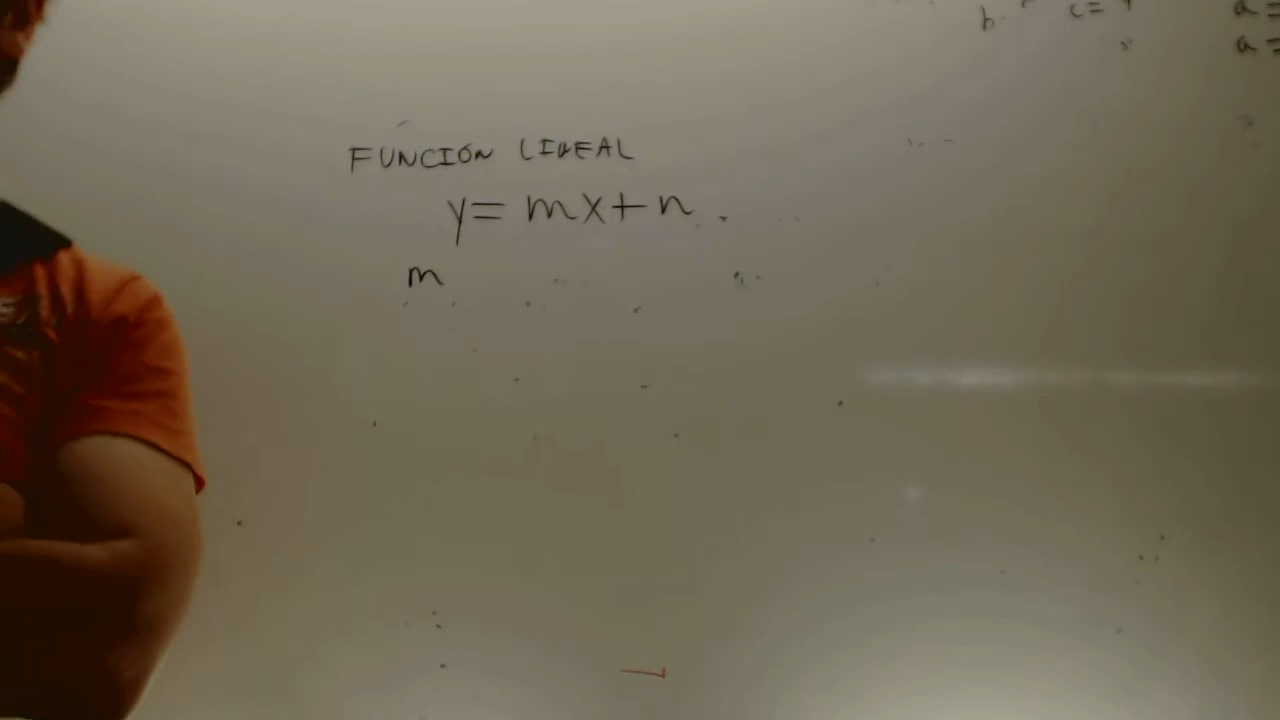 FUNCIÓN LINEAL
y= mx+n
m
b
c=
a=
a=